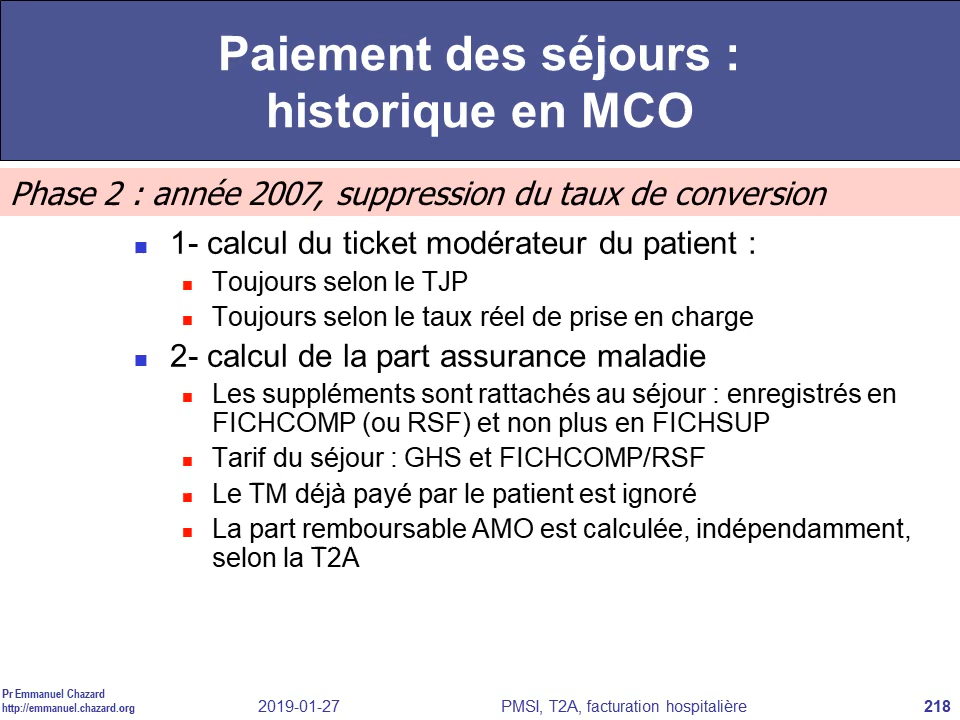 Paiement des séjours :
historique en MCO
Phase 2 : année 2007, suppression du taux de conversion
1- calcul du ticket modérateur du patient :
Toujours selon le TJP
Toujours selon le taux réel de prise en charge
2- calcul de la part assurance maladie
Les suppléments sont rattachés au séjour : enregistrés en
FICHCOMP (ou RSF) et non plus en FICHSUP
Tarif du séjour : GHS et FICHCOMP/RSF
Le TM déjà payé par le patient est ignoré
La part remboursable AMO est calculée, indépendamment,
selon la T2A
Pr Emmanuel Chazard
http://emmanuel.chazard.org
2019-01-27
PMSI, T2A, facturation hospitalière
218